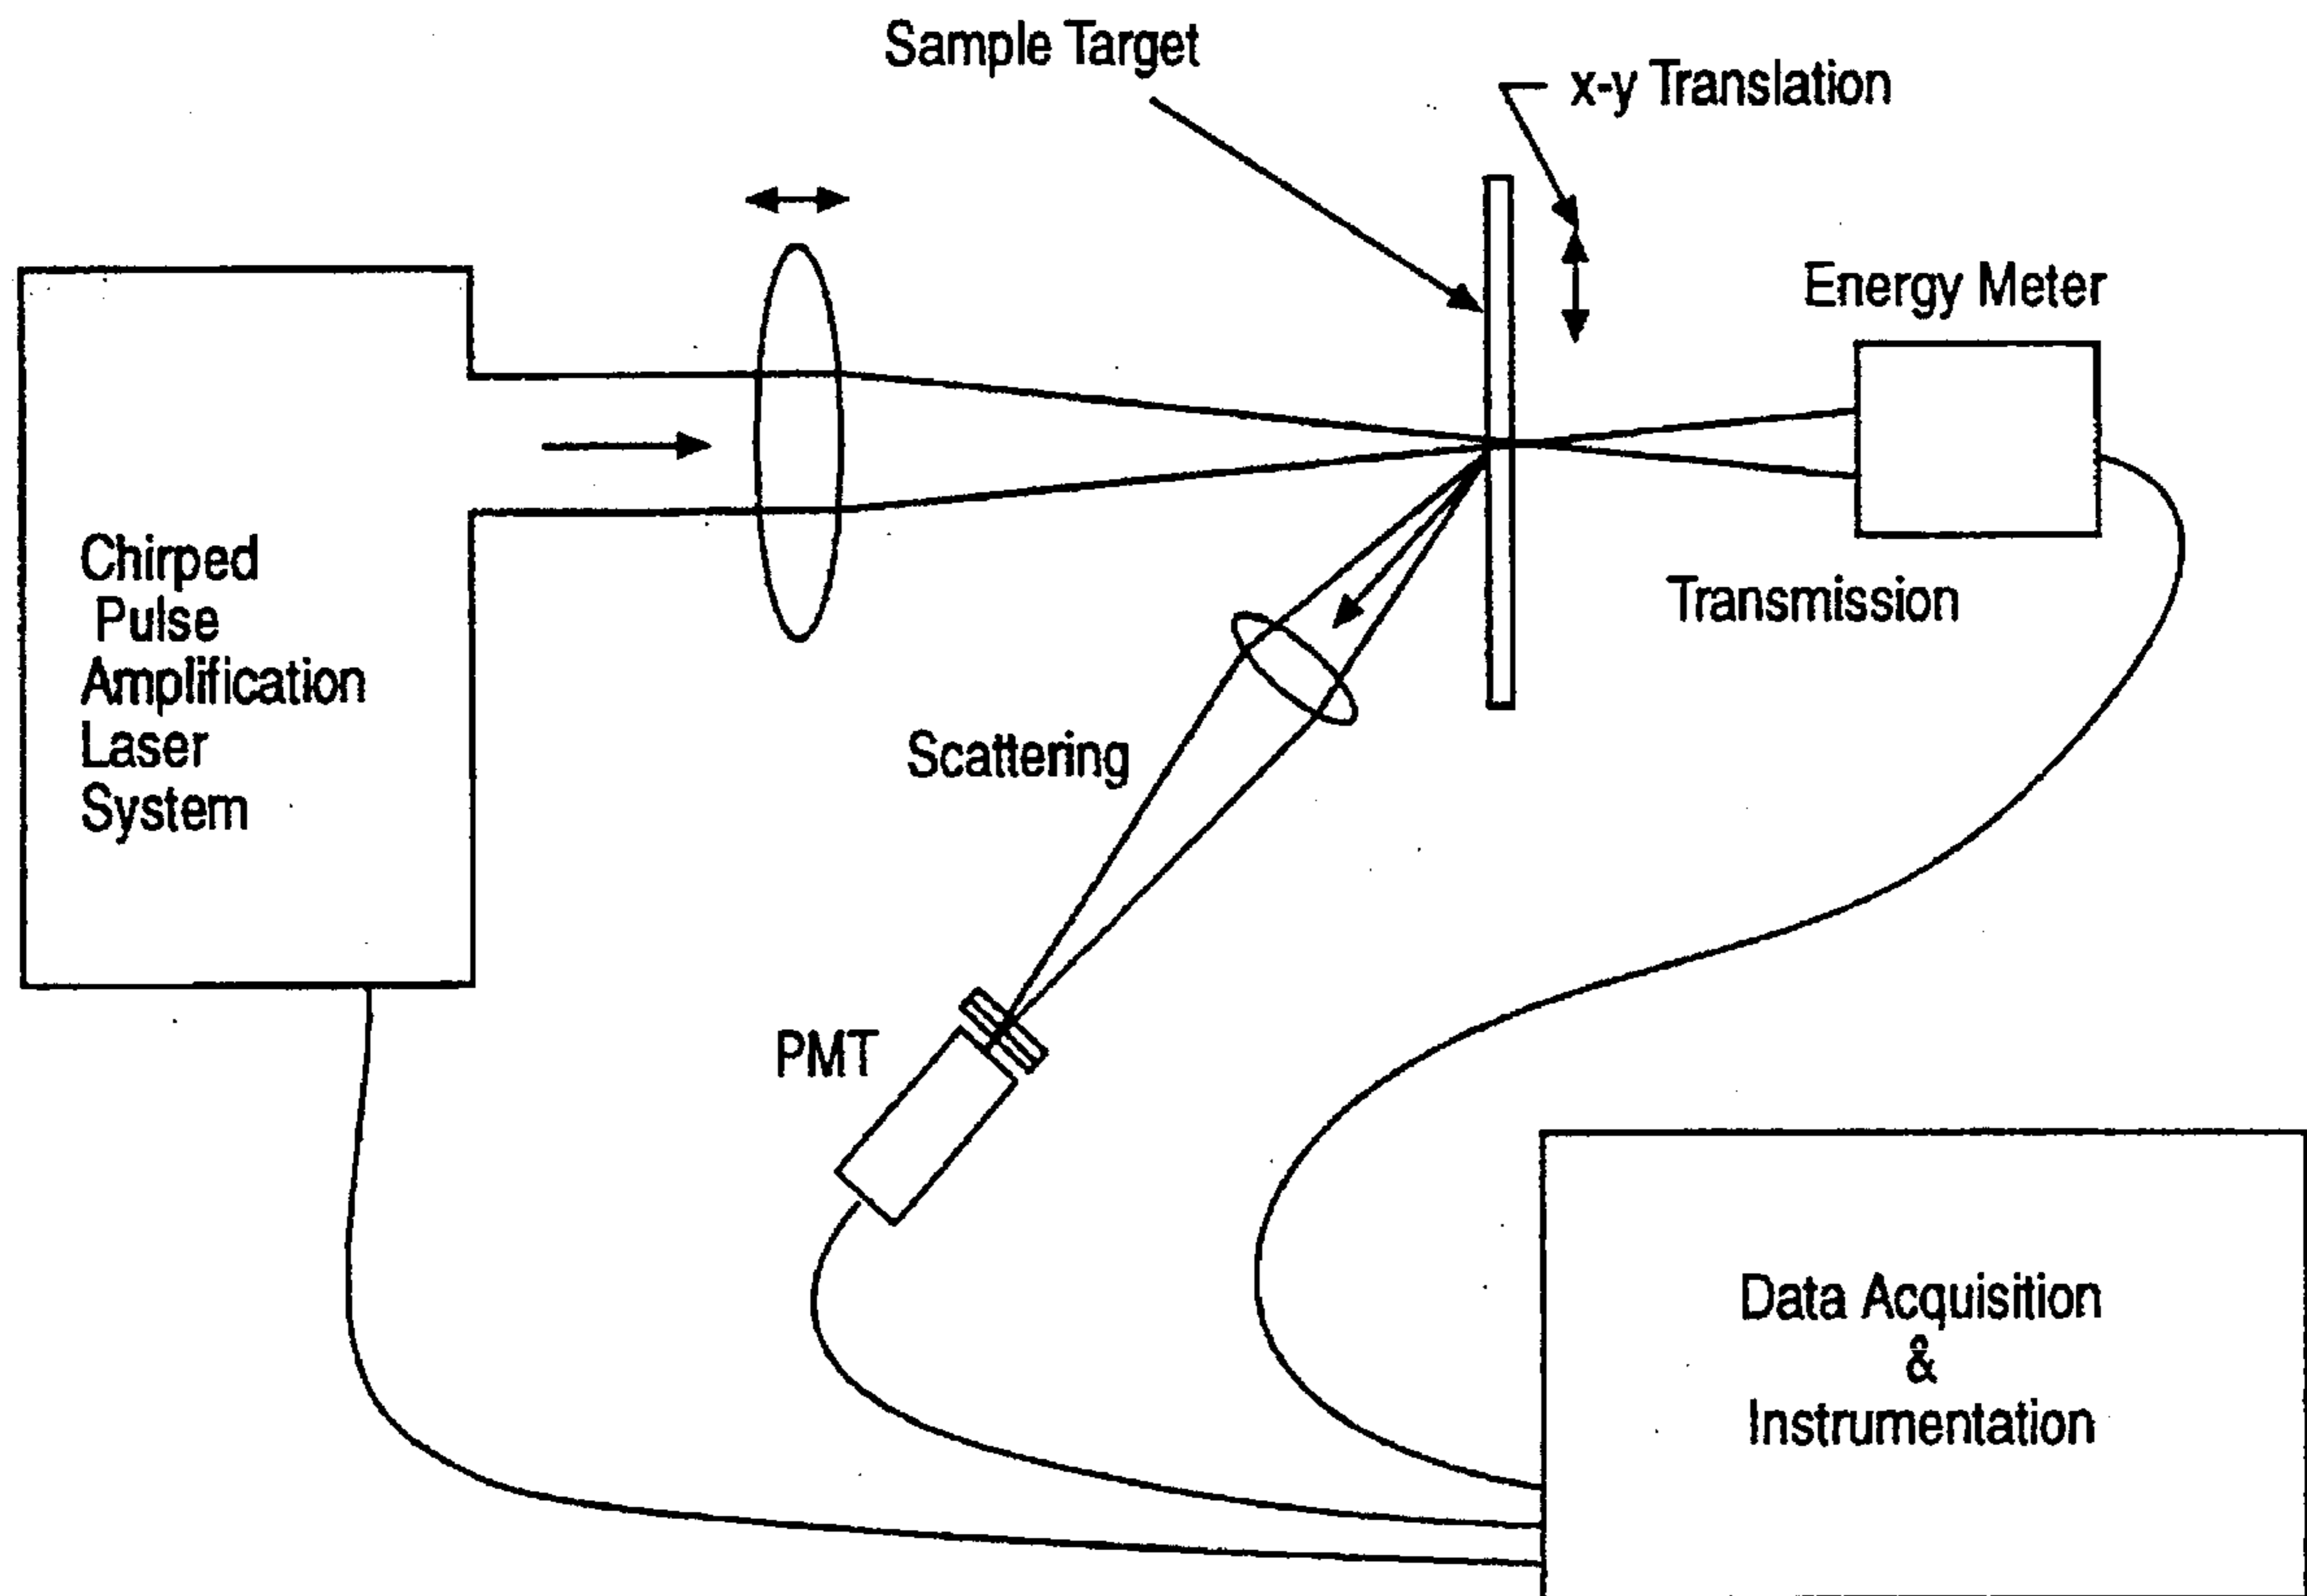 Sample Target
x-y Translation
Energy Meter
Chirped
Pulse
Amplification
Laser
System
Transmission
Scattering
PMT
Data Acquisition
&
Instrumentation